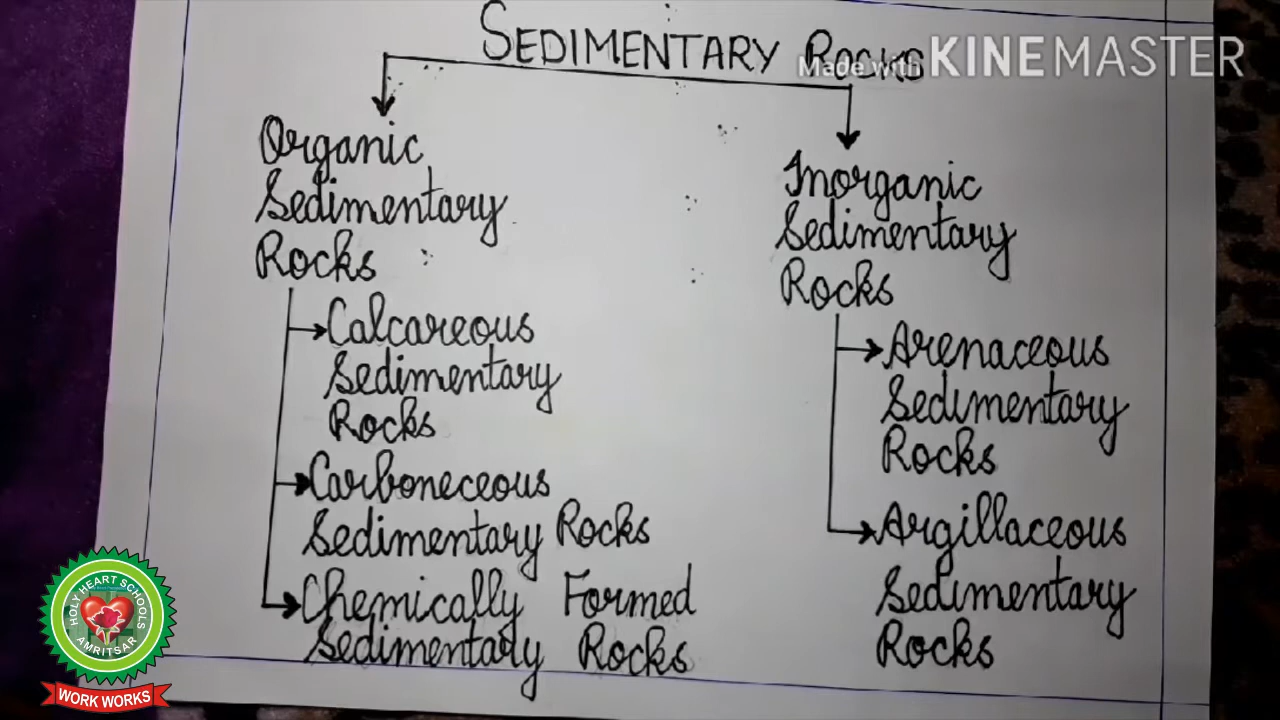 SEDIMENTARY ROCKS
Made with KINEMASTER
Organic
Sedimentary
Rocks
Calcareous
Sedimentary
Rocks
Carboneceous
Sedimentary Rocks
Chemically Formed
Sedimentary Rocks
Inorganic
Sedimentary
Rocks
Arenaceous
Sedimentary
Rocks
Argillaceous
Sedimentary
Rocks
HOLY HEART SCHOOLS
AMRITSAR
WORK WORKS